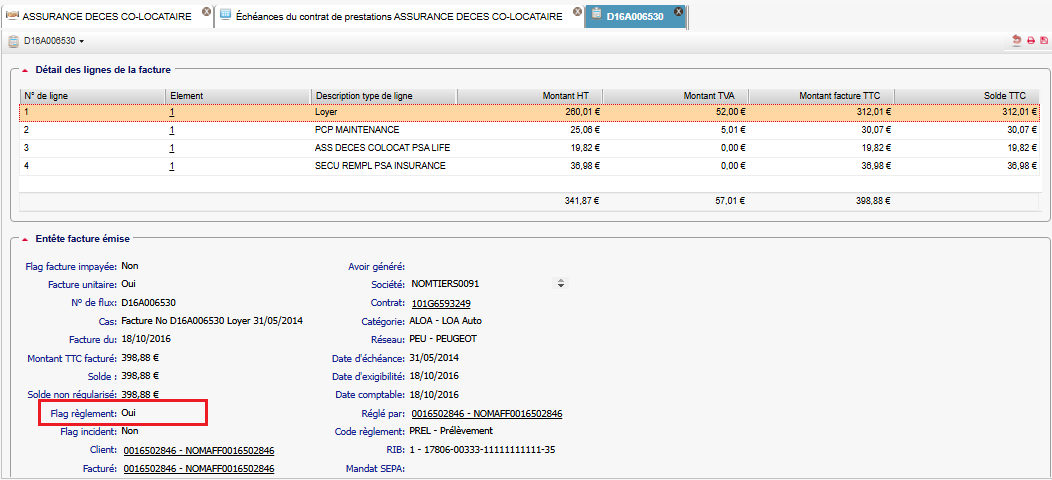 ASSURANCE DECES CO-LOCATAIRE Échéances du contrat de prestations ASSURANCE DECES CO-LOCATAIRE D16A006530
D16A006530
Détail des lignes de la facture
N° de ligne Element Description type de ligne Montant HT Montant TVA Montant facture TTC Solde TTC
1 1 Loyer 260,01 € 52,00 € 312,01 € 312,01 €
2 1 PCP MAINTENANCE 25,06 € 5,01 € 30,07 € 30,07 €
3 1 ASS DECES COLOCAT PSA LIFE 19,82 € 0,00 € 19,82 € 19,82 €
4 1 SECU REMPL PSA INSURANCE 36,98 € 0,00 € 36,98 € 36,98 €
341,87 € 57,01 € 398,88 €
Entête facture émise
Flag facture impayée: Non Avoir généré:
Facture unitaire: Oui Société: NOMTIERS0091
N° de flux: D16A006530 Contrat: 101G6593249
Cas: Facture No D16A006530 Loyer 31/05/2014 Catégorie: ALOA - LOA Auto
Facture du: 18/10/2016 Réseau: PEU - PEUGEOT
Montant TTC facturé: 398,88 € Date d'échéance: 31/05/2014
Solde : 398,88 € Date d'exigibilité: 18/10/2016
Solde non régularisé: 398,88 € Date comptable: 18/10/2016
Flag règlement: Oui Réglé par: 0016502846 - NOMAFF0016502846
Flag incident: Non Code règlement: PREL - Prélèvement
Client: 0016502846 - NOMAFF0016502846 RIB: 1 - 17806-00333-11111111111-35
Facturé: 0016502846 - NOMAFF0016502846 Mandat SEPA: